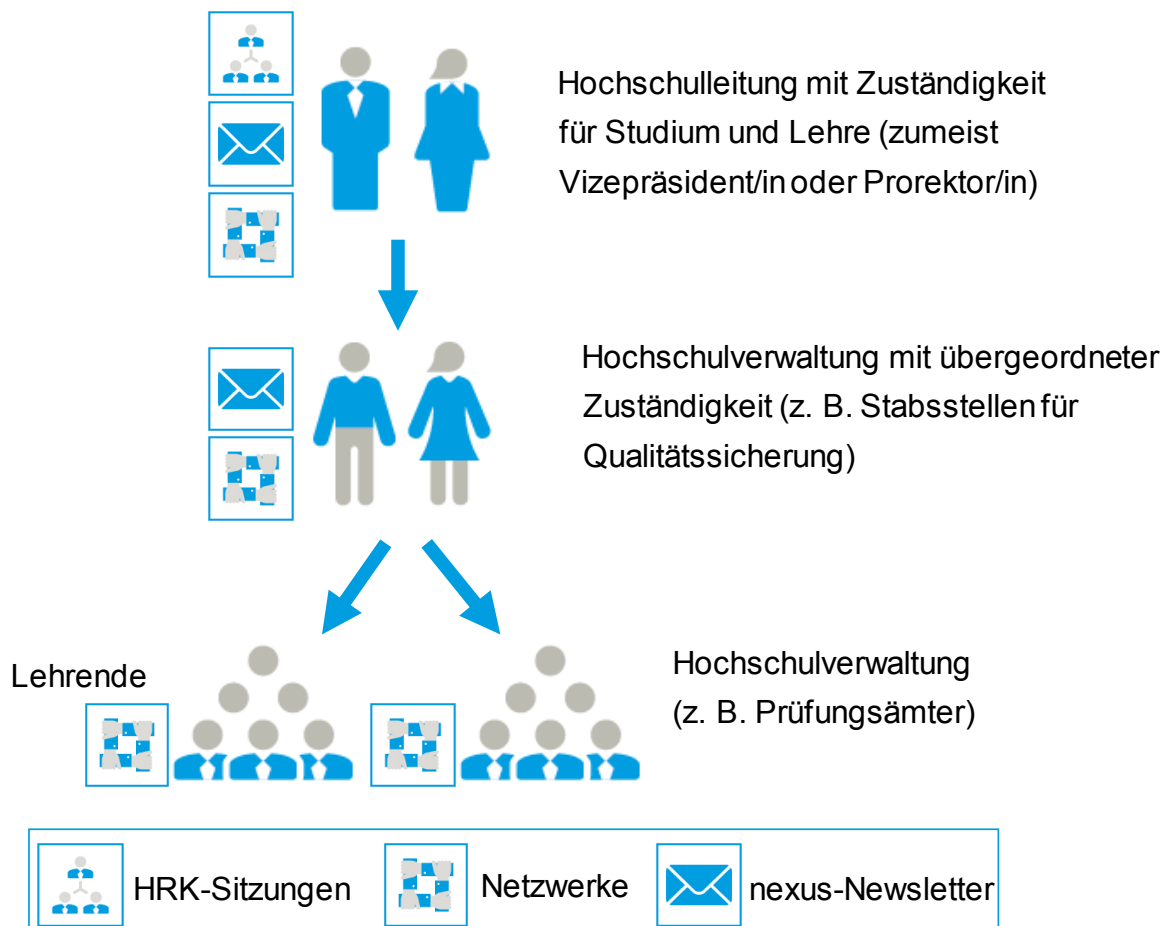 Hochschulleitung mit Zuständigkeit
für Studium und Lehre (zumeist
Vizepräsident/in oder Prorektor/in)
Hochschulverwaltung mit übergeordneter
Zuständigkeit (z. B. Stabsstellen für
Qualitätssicherung)
Lehrende
Hochschulverwaltung
(z. B. Prüfungsämter)
HRK-Sitzungen
Netzwerke
nexus-Newsletter